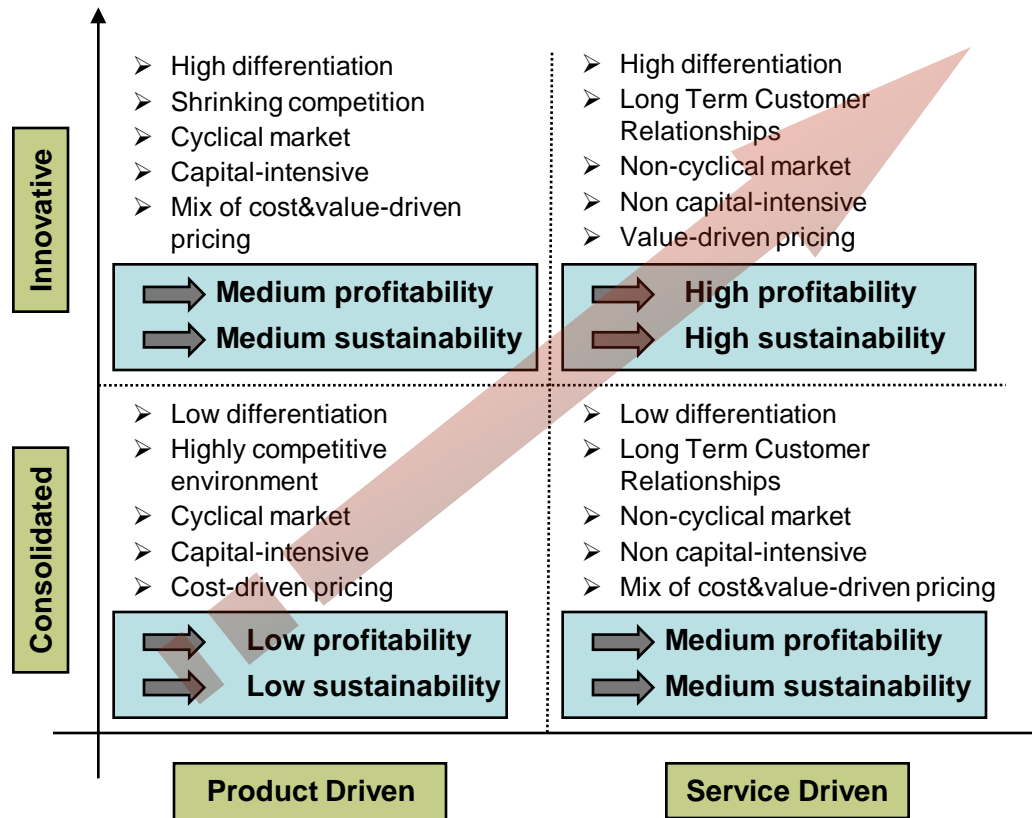 Innovative
High differentiation
Shrinking competition
Cyclical market
Capital-intensive
Mix of cost&value-driven
pricing
Medium profitability
Medium sustainability
High differentiation
Long Term Customer
Relationships
Non-cyclical market
Non capital-intensive
Value-driven pricing
High profitability
High sustainability
Consolidated
Low differentiation
Highly competitive
environment
Cyclical market
Capital-intensive
Cost-driven pricing
Low profitability
Low sustainability
Low differentiation
Long Term Customer
Relationships
Non-cyclical market
Non capital-intensive
Mix of cost&value-driven pricing
Medium profitability
Medium sustainability
Product Driven
Service Driven